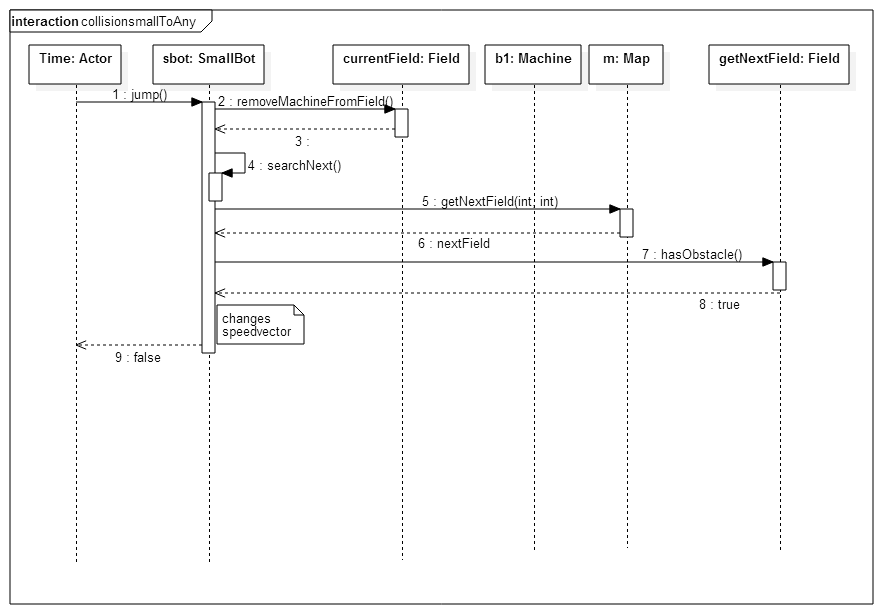 interaction collisionsmallToAny
Time: Actor
sbot: SmallBot
currentField: Field
b1: Machine
m: Map
getNextField: Field
1 : jump()
2 : removeMachineFromField()
3 :
4 : searchNext()
5 : getNextField(int, int)
6 : nextField
7 : hasObstacle()
8 : true
changes
speedvector
9 : false